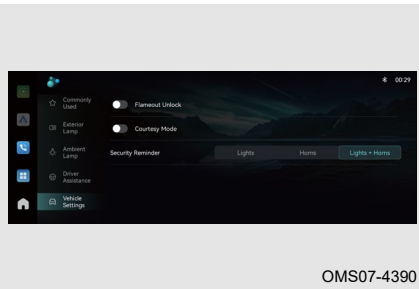 00:29
Commonly
Used
Flameout Unlock
Exterior
Lamp
Courtesy Mode
Ambient
Lamp
Security Reminder
Lights
Horns
Lights + Horns
Driver
Assistance
Vehicle
Settings
OMS07-4390